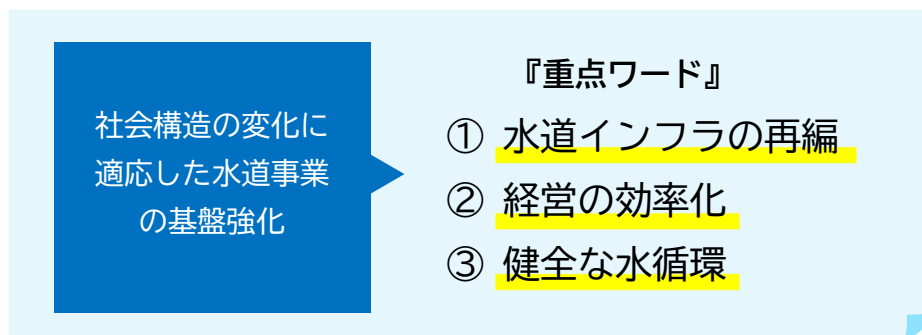 社会構造の変化に
適応した水道事業
の基盤強化
『重点ワード』
① 水道インフラの再編
② 経営の効率化
③ 健全な水循環